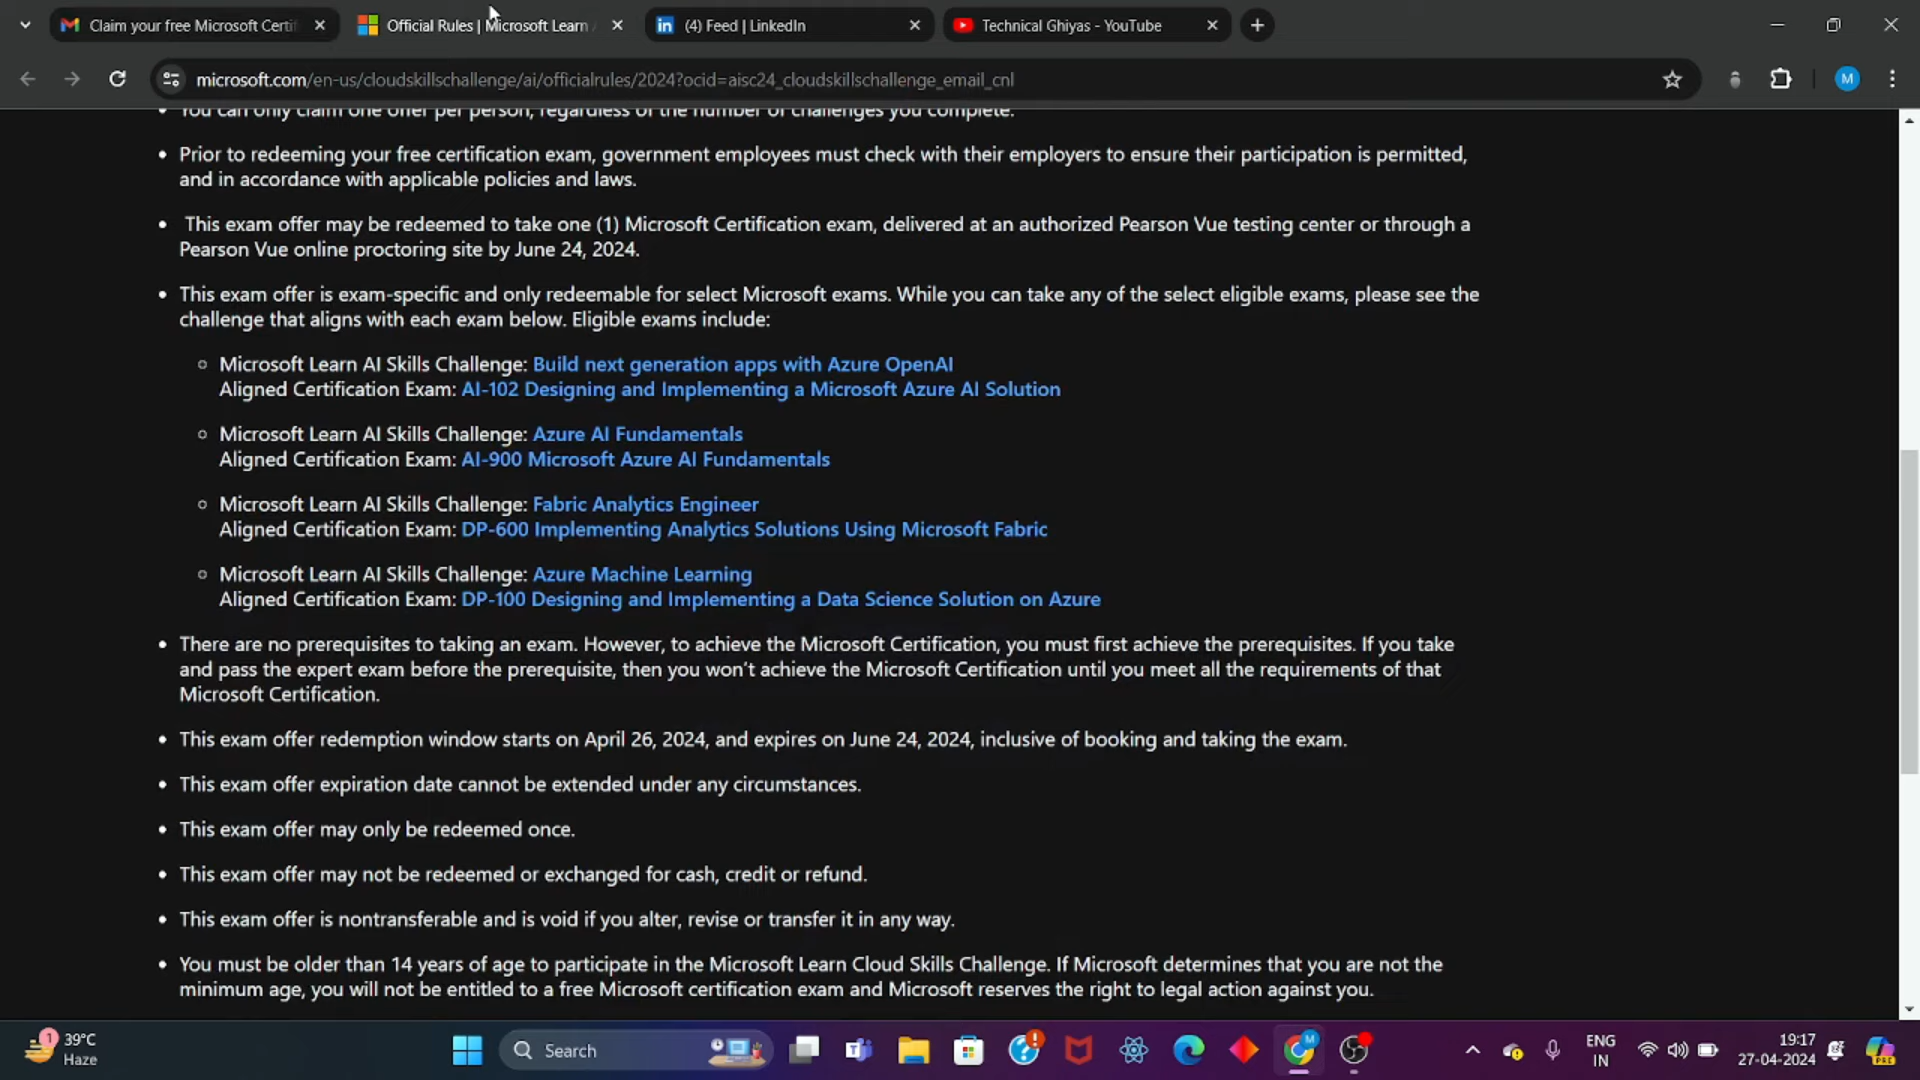 Claim your free Microsoft Certif
Official Rules | Microsoft Learn
(4) Feed | LinkedIn
Technical Ghiyas - YouTube
microsoft.com/en-us/cloudskillschallenge/ai/officialrules/2024?ocid=aisc24_cloudskillschallenge_email_cnl
M
• You can only claim one offer per person, regardless of the number of challenges you complete.
• Prior to redeeming your free certification exam, government employees must check with their employers to ensure their participation is permitted,
and in accordance with applicable policies and laws.
• This exam offer may be redeemed to take one (1) Microsoft Certification exam, delivered at an authorized Pearson Vue testing center or through a
Pearson Vue online proctoring site by June 24, 2024.
• This exam offer is exam-specific and only redeemable for select Microsoft exams. While you can take any of the select eligible exams, please see the
challenge that aligns with each exam below. Eligible exams include:
○ Microsoft Learn AI Skills Challenge: Build next generation apps with Azure OpenAI
Aligned Certification Exam: AI-102 Designing and Implementing a Microsoft Azure AI Solution
○ Microsoft Learn AI Skills Challenge: Azure AI Fundamentals
Aligned Certification Exam: AI-900 Microsoft Azure AI Fundamentals
○ Microsoft Learn AI Skills Challenge: Fabric Analytics Engineer
Aligned Certification Exam: DP-600 Implementing Analytics Solutions Using Microsoft Fabric
○ Microsoft Learn AI Skills Challenge: Azure Machine Learning
Aligned Certification Exam: DP-100 Designing and Implementing a Data Science Solution on Azure
• There are no prerequisites to taking an exam. However, to achieve the Microsoft Certification, you must first achieve the prerequisites. If you take
and pass the expert exam before the prerequisite, then you won't achieve the Microsoft Certification until you meet all the requirements of that
Microsoft Certification.
• This exam offer redemption window starts on April 26, 2024, and expires on June 24, 2024, inclusive of booking and taking the exam.
• This exam offer expiration date cannot be extended under any circumstances.
• This exam offer may only be redeemed once.
• This exam offer may not be redeemed or exchanged for cash, credit or refund.
• This exam offer is nontransferable and is void if you alter, revise or transfer it in any way.
• You must be older than 14 years of age to participate in the Microsoft Learn Cloud Skills Challenge. If Microsoft determines that you are not the
minimum age, you will not be entitled to a free Microsoft certification exam and Microsoft reserves the right to legal action against you.
1
39°C
Haze
Search
M
ENG
IN
19:17
27-04-2024
PRE